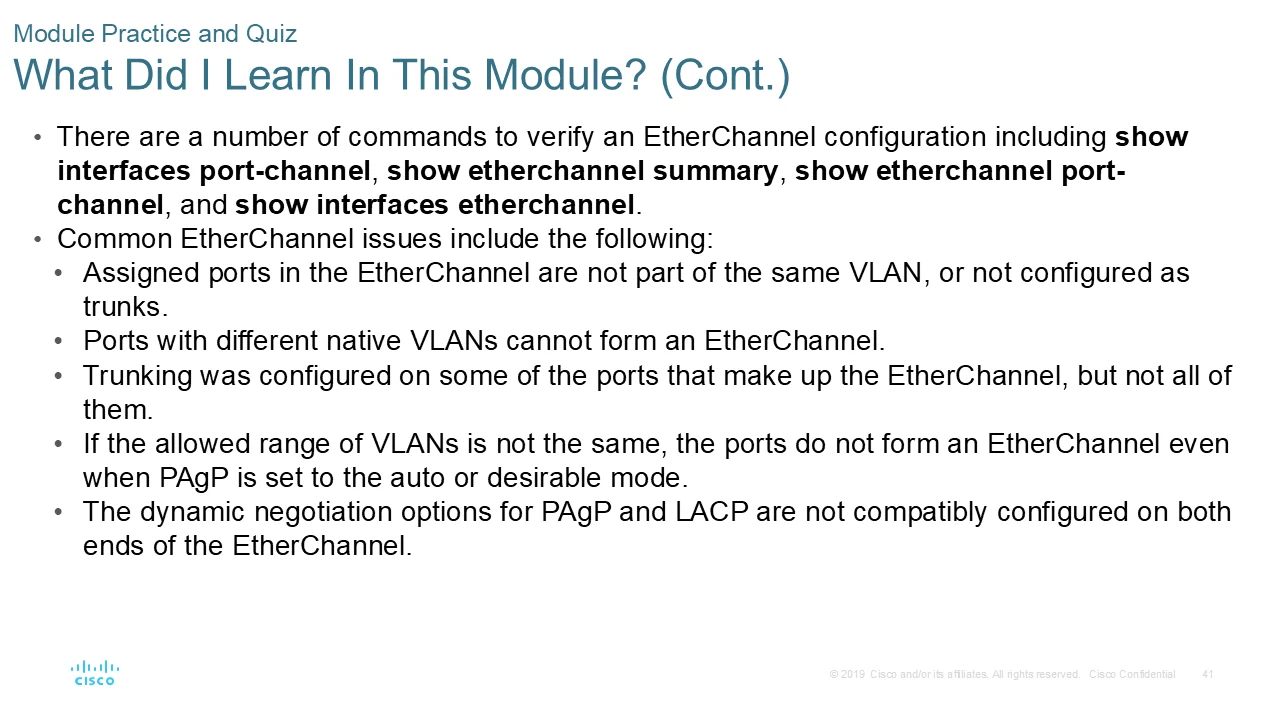 Module Practice and Quiz
What Did I Learn In This Module? (Cont.)
• There are a number of commands to verify an EtherChannel configuration including show
interfaces port-channel, show etherchannel summary, show etherchannel port-
channel, and show interfaces etherchannel.
• Common EtherChannel issues include the following:
• Assigned ports in the EtherChannel are not part of the same VLAN, or not configured as
trunks.
• Ports with different native VLANs cannot form an EtherChannel.
• Trunking was configured on some of the ports that make up the EtherChannel, but not all of
them.
• If the allowed range of VLANs is not the same, the ports do not form an EtherChannel even
when PAgP is set to the auto or desirable mode.
• The dynamic negotiation options for PAgP and LACP are not compatibly configured on both
ends of the EtherChannel.
CISCO
© 2019 Cisco and/or its affiliates. All rights reserved. Cisco Confidential 41